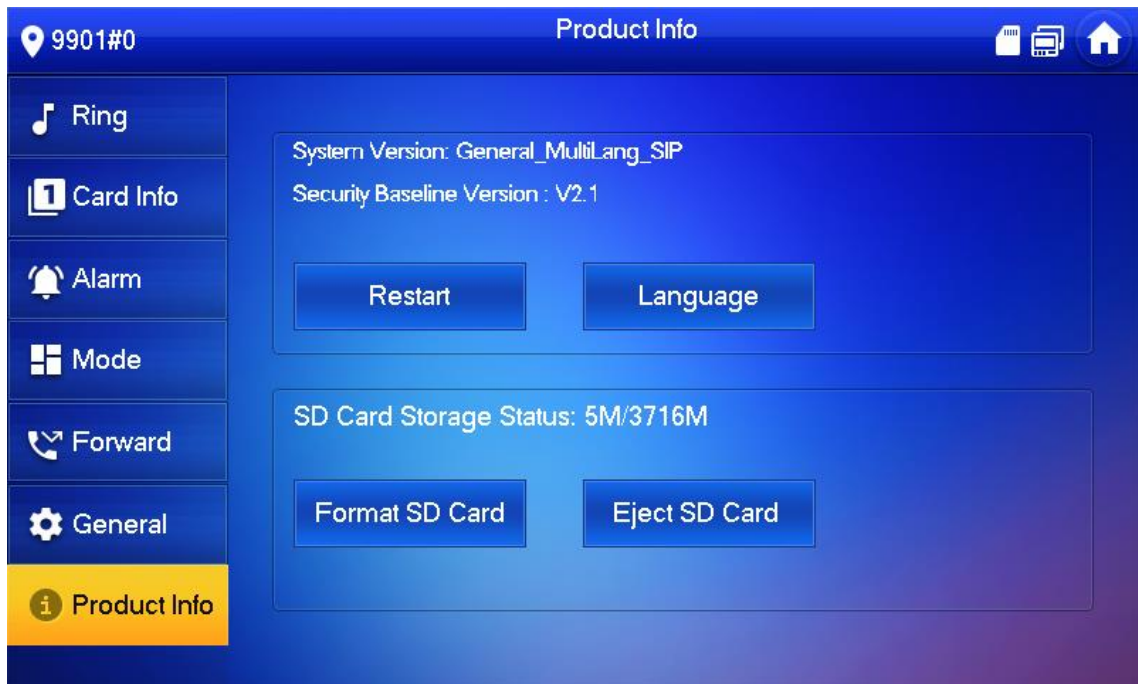 9901#0
Product Info
Ring
1
Card Info
Alarm
Mode
Forward
General
Product Info
System Version: General_MultiLang_SIP
Security Baseline Version : V2.1
Restart
Language
SD Card Storage Status: 5M/3716M
Format SD Card
Eject SD Card